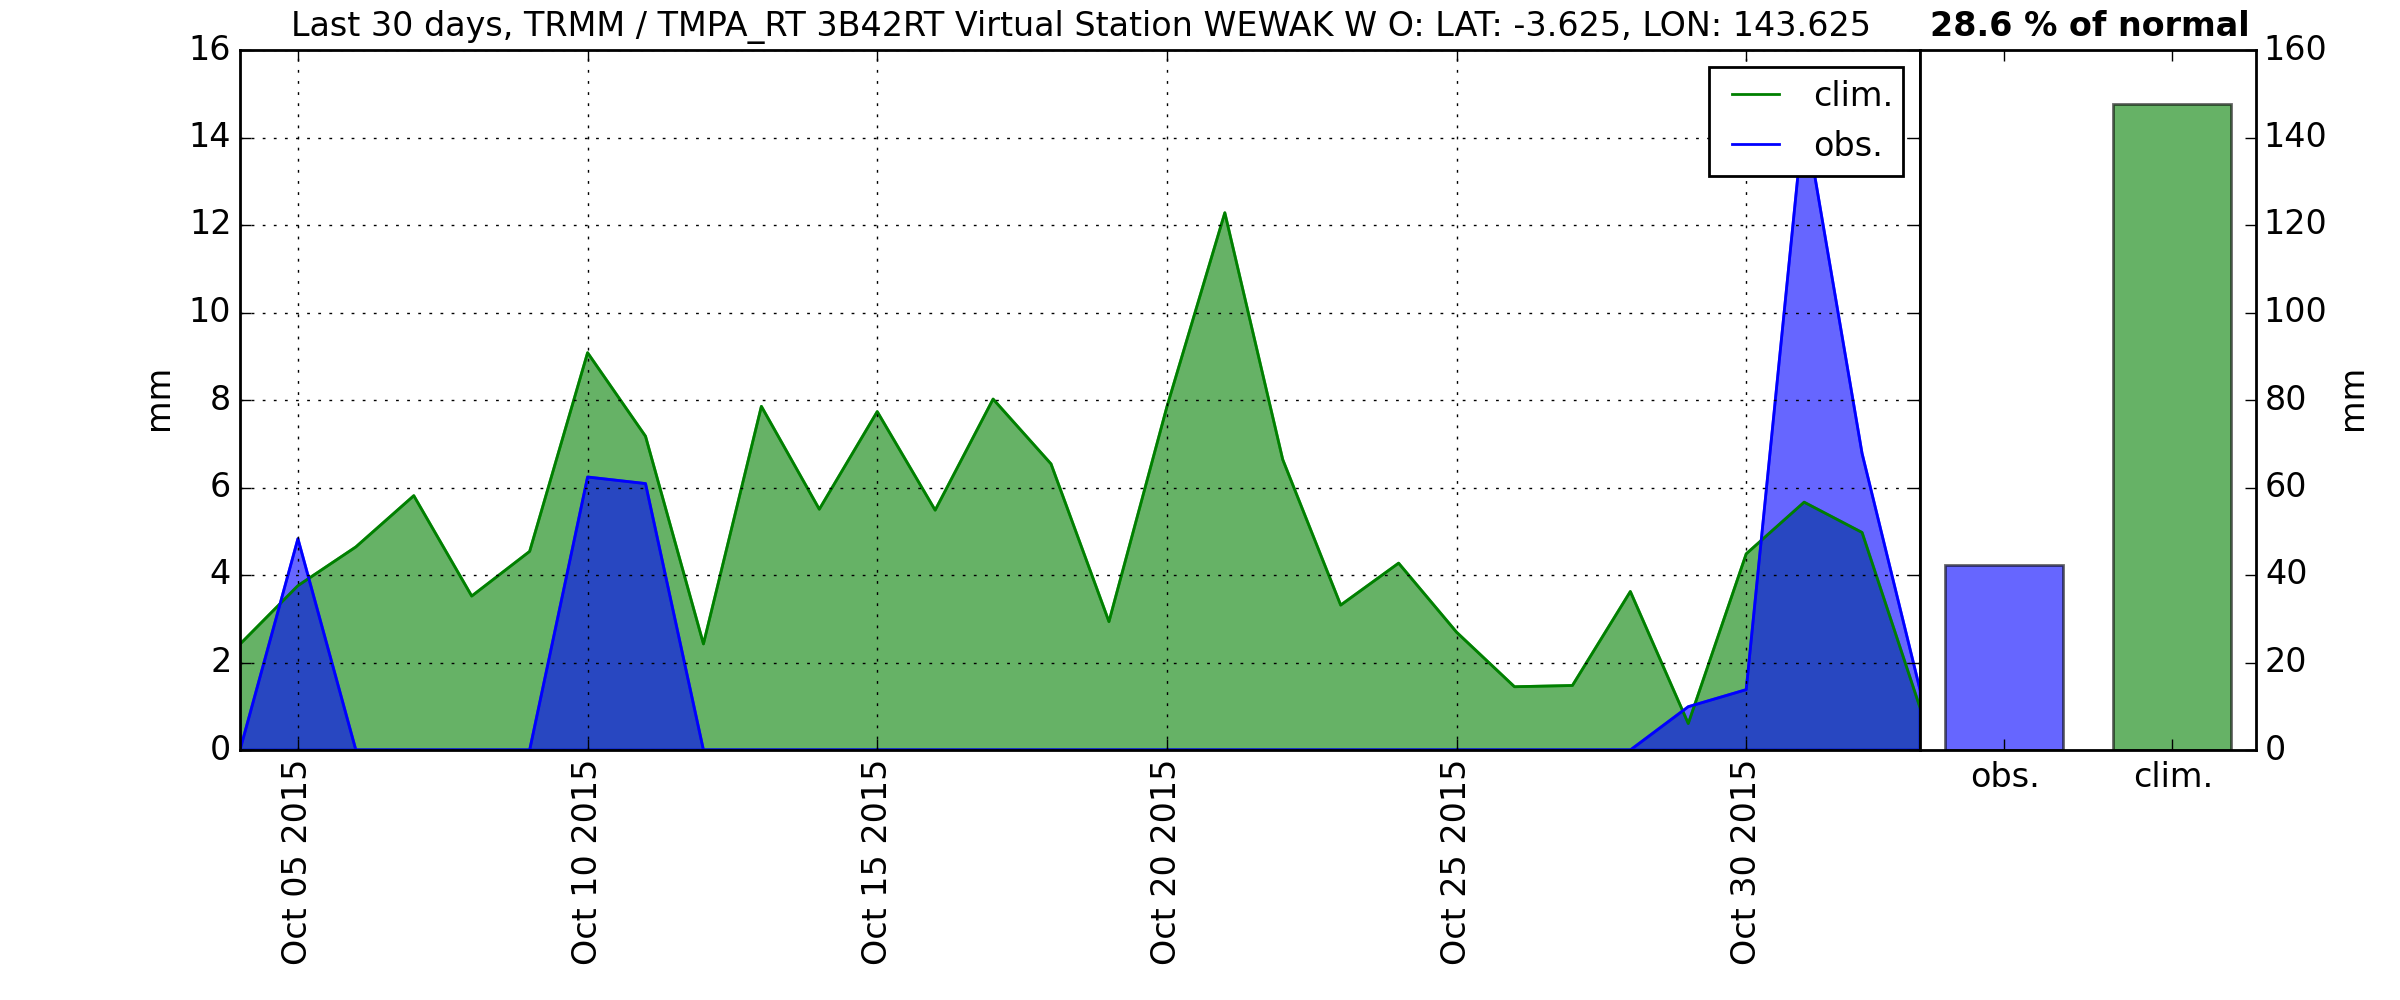 Last 30 days, TRMM / TMPA_RT 3B42RT Virtual Station WEWAK W O: LAT: -3.625, LON: 143.625
28.6 % of normal
16
14
12
10
8
6
4
2
0
mm
clim.
obs.
160
140
120
100
80
60
40
20
0
mm
Oct 05 2015
Oct 10 2015
Oct 15 2015
Oct 20 2015
Oct 25 2015
Oct 30 2015
obs.
clim.